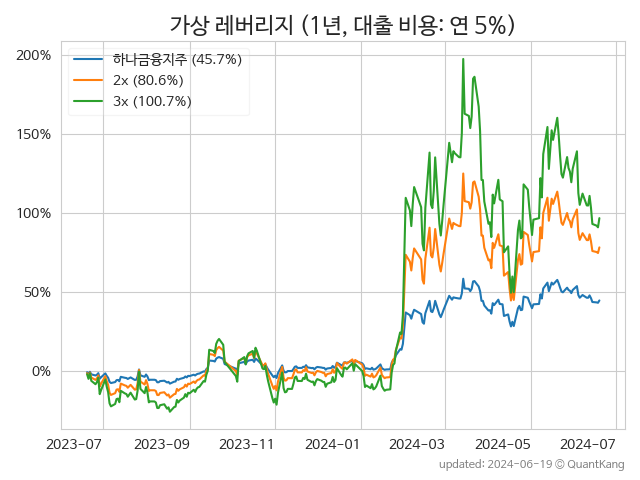 가상 레버리지 (1년, 대출 비용: 연 5%)
200%
150%
100%
50%
0%
하나금융지주 (45.7%)
2x (80.6%)
3x (100.7%)
2023-07 2023-09 2023-11 2024-01 2024-03 2024-05 2024-07
updated: 2024-06-19 © QuantKang